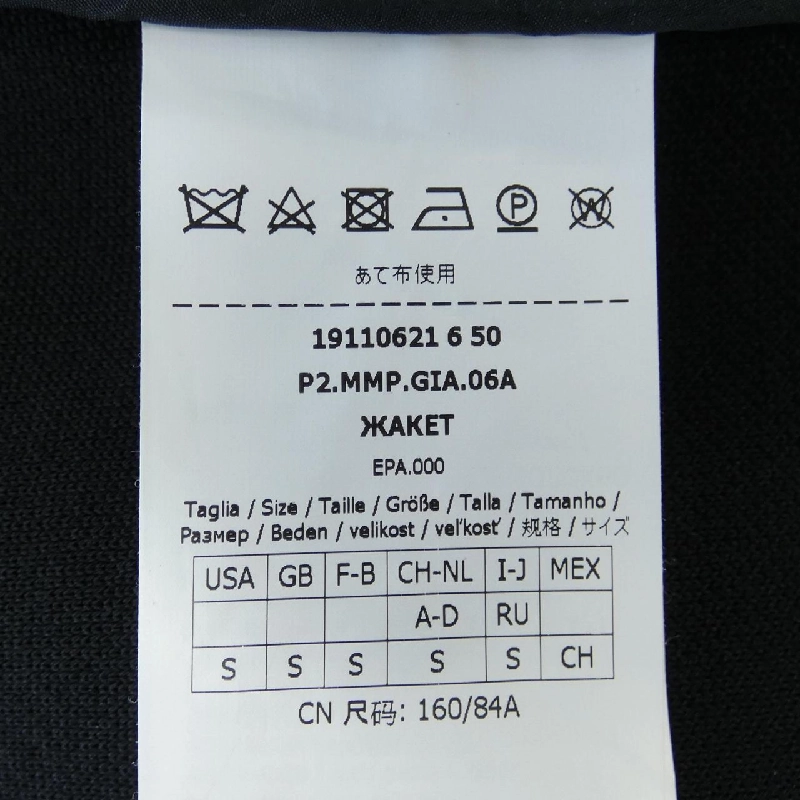 P
W
あて布使用
19110621 6 50
P2.MMP.GIA.06A
ЖАКЕТ
EPA.000
Taglia / Size / Taille / Größe / Talla / Tamanho /
Размер / Beden / velikost / veľkosť / 规格 / サイズ
USA GB F-B CH-NL I-J MEX
A-D RU
S S S S S CH
CN 尺码: 160/84A